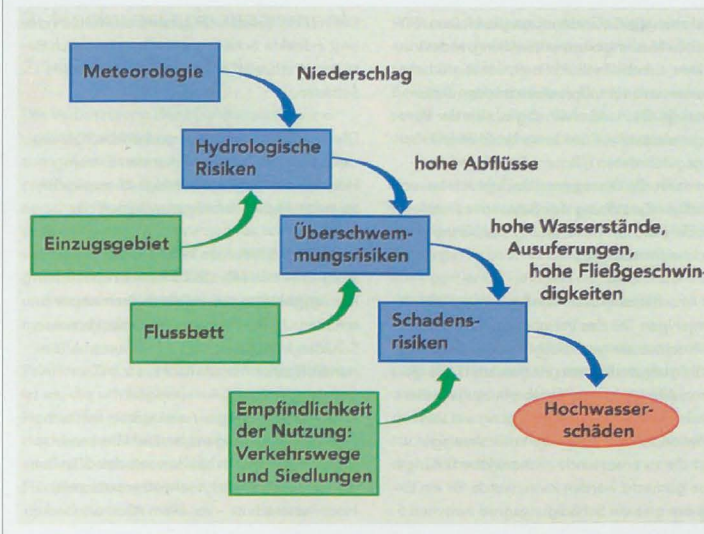 Meteorologie
Niederschlag
Hydrologische
Risiken
hohe Abflüsse
Einzugsgebiet
Überschwem-
mungsrisiken
hohe Wasserstände,
Ausuferungen,
hohe Fließgeschwin-
digkeiten
Flussbett
Schadens-
risiken
Empfindlichkeit
der Nutzung:
Verkehrswege
und Siedlungen
Hochwasser-
schäden